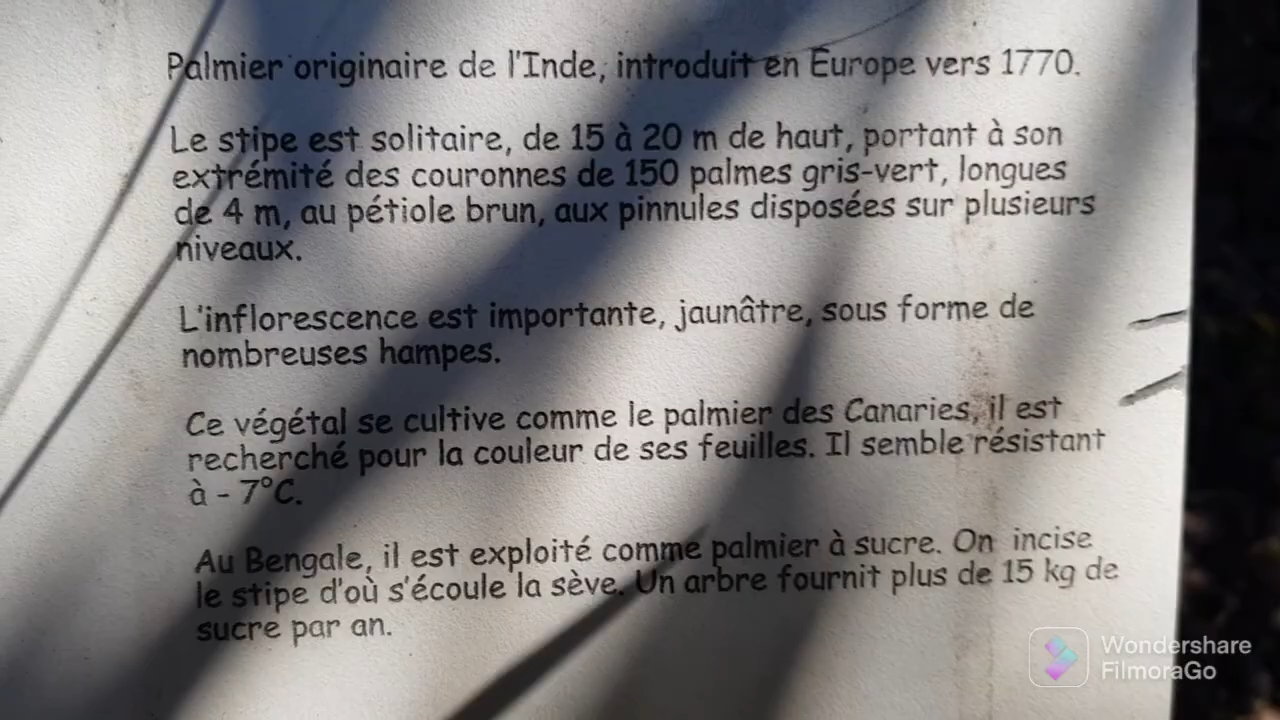 Palmier originaire de l'Inde, introduit en Europe vers 1770.
Le stipe est solitaire, de 15 à 20 m de haut, portant à son
extrémité des couronnes de 150 palmes gris-vert, longues
de 4 m, au pétiole brun, aux pinnules disposées sur plusieurs
niveaux.
L'inflorescence est importante, jaunâtre, sous forme de
nombreuses hampes.
Ce végétal se cultive comme le palmier des Canaries, il est
recherché pour la couleur de ses feuilles. Il semble résistant
à - 7°C.
Au Bengale, il est exploité comme palmier à sucre. On incise
le stipe d'où s'écoule la sève. Un arbre fournit plus de 15 kg de
sucre par an.
Wondershare
FilmoraGo